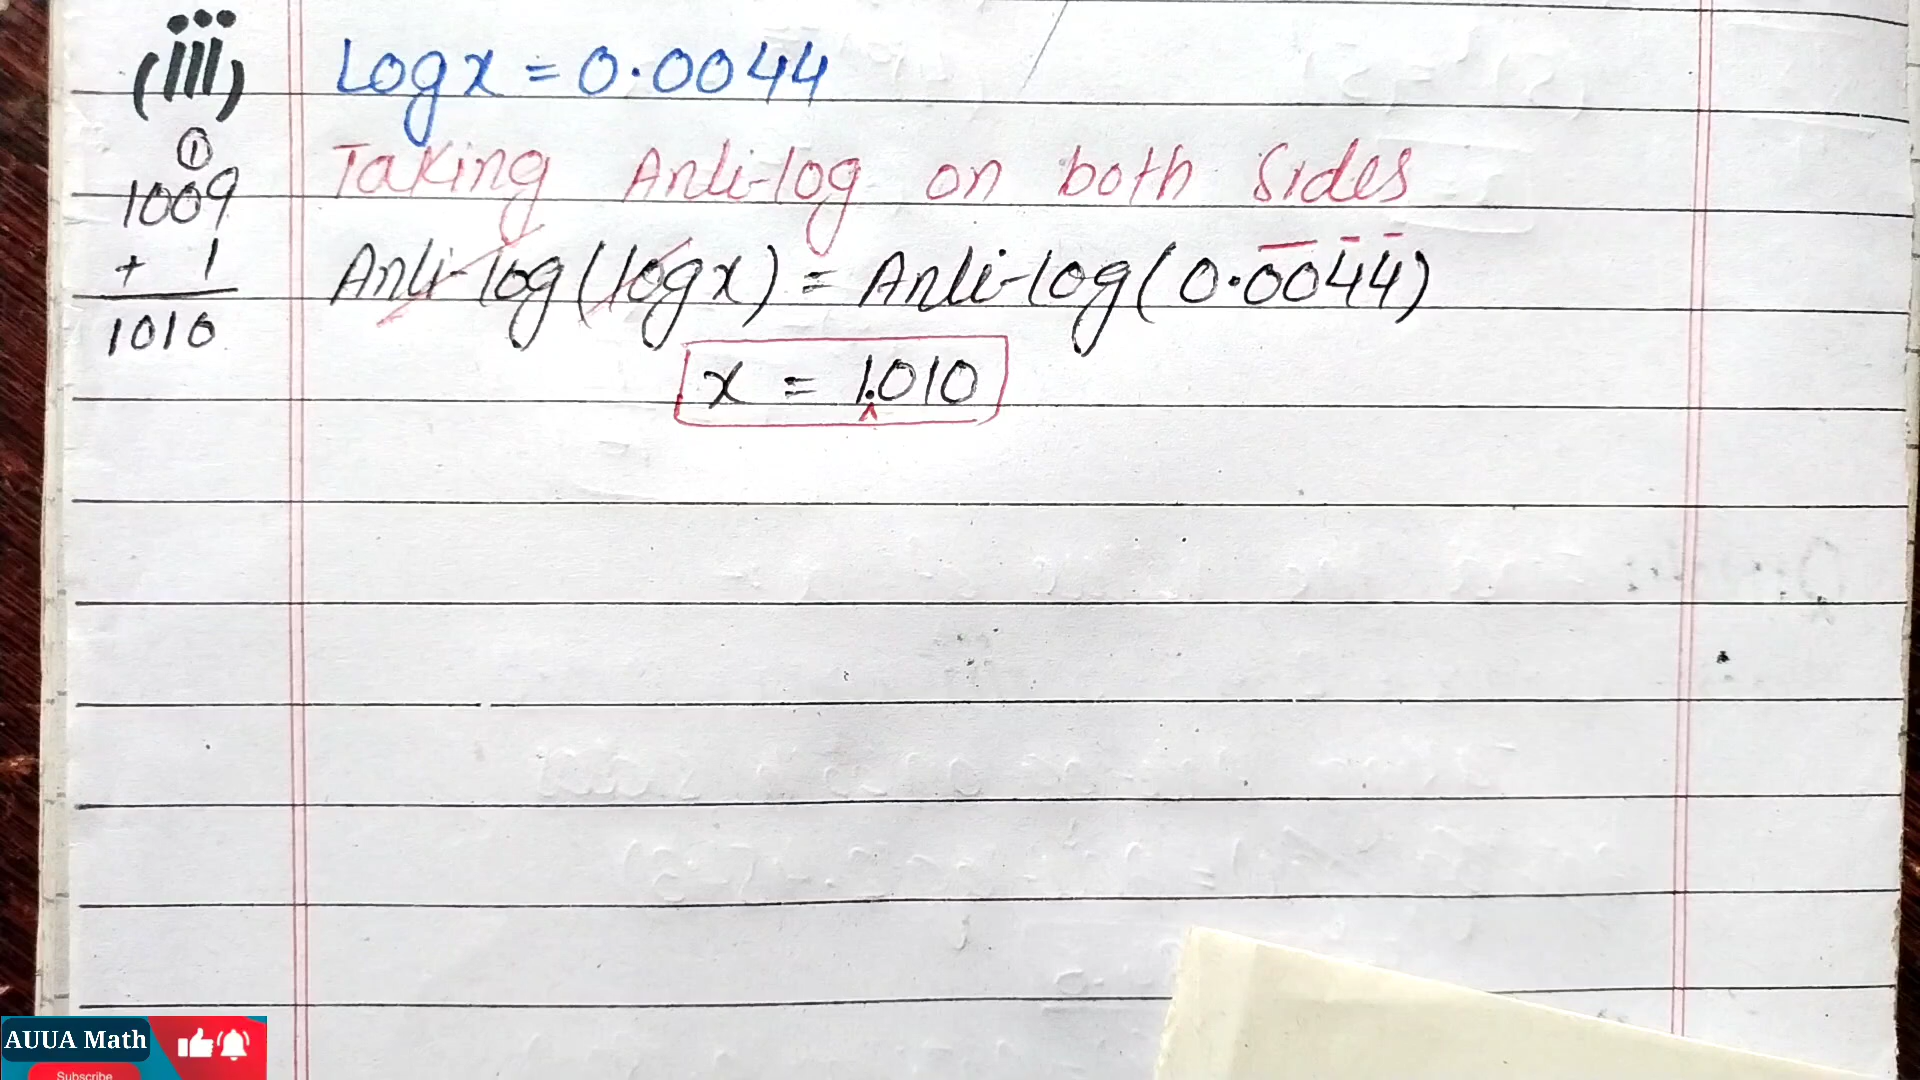 (iii) Log x = 0.0044
①
1009
+ 1
1010
Taking Anti-log on both sides
Anti-log(log x) = Anti-log(0.0044)
x = 1.010
AUUA Math
Subscribe